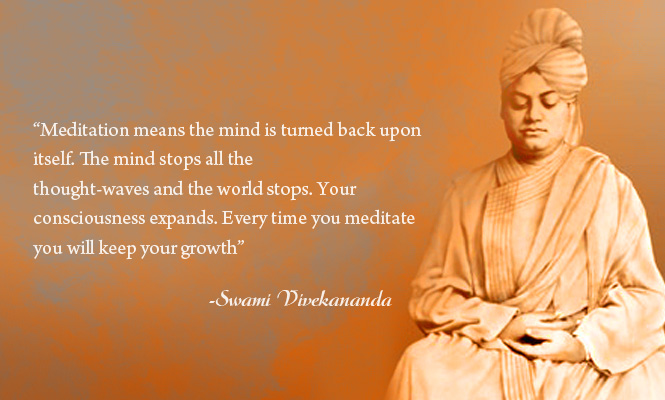 “Meditation means the mind is turned back upon
itself. The mind stops all the
thought-waves and the world stops. Your
consciousness expands. Every time you meditate
you will keep your growth”
-Swami Vivekananda